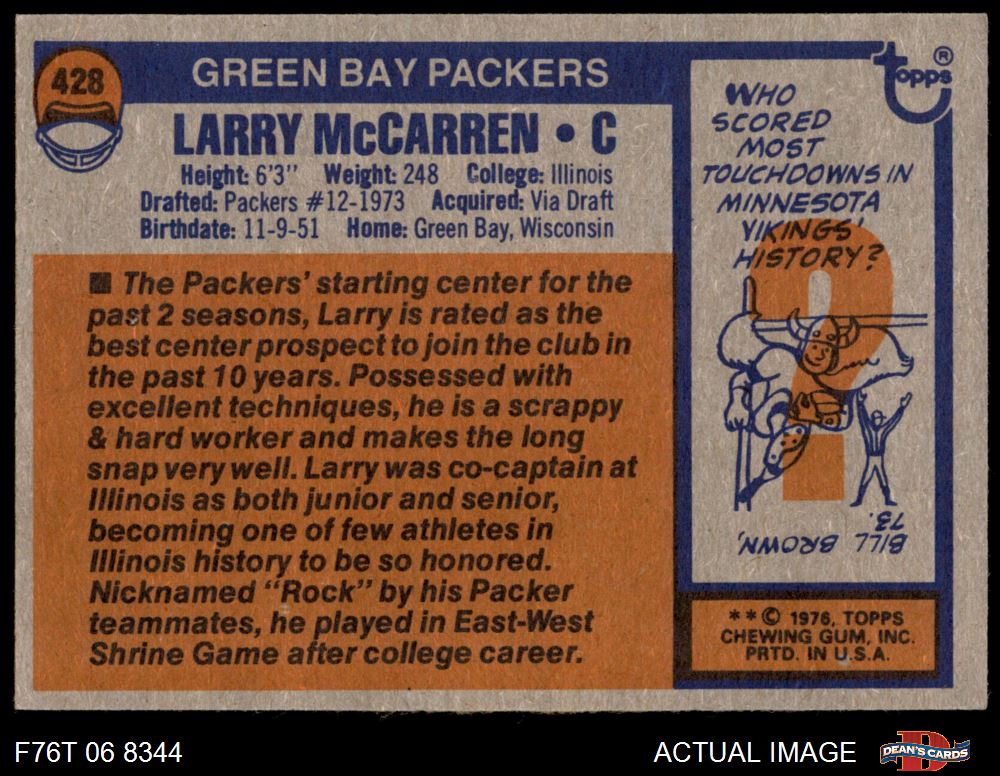 428
GREEN BAY PACKERS
LARRY McCARREN • C
Height: 6'3" Weight: 248 College: Illinois
Drafted: Packers #12-1973 Acquired: Via Draft
Birthdate: 11-9-51 Home: Green Bay, Wisconsin
■ The Packers' starting center for the
past 2 seasons, Larry is rated as the
best center prospect to join the club in
the past 10 years. Possessed with
excellent techniques, he is a scrappy
& hard worker and makes the long
snap very well. Larry was co-captain at
Illinois as both junior and senior,
becoming one of few athletes in
Illinois history to be so honored.
Nicknamed "Rock" by his Packer
teammates, he played in East-West
Shrine Game after college career.
topps®
WHO
SCORED
MOST
TOUCHDOWNS IN
MINNESOTA
YIKINGS'
HISTORY?
?
BILL BROWN,
73.
**© 1976, TOPPS
CHEWING GUM, INC.
PRTD. IN U.S.A.
F76T 06 8344
ACTUAL IMAGE
D
DEAN'S CARDS